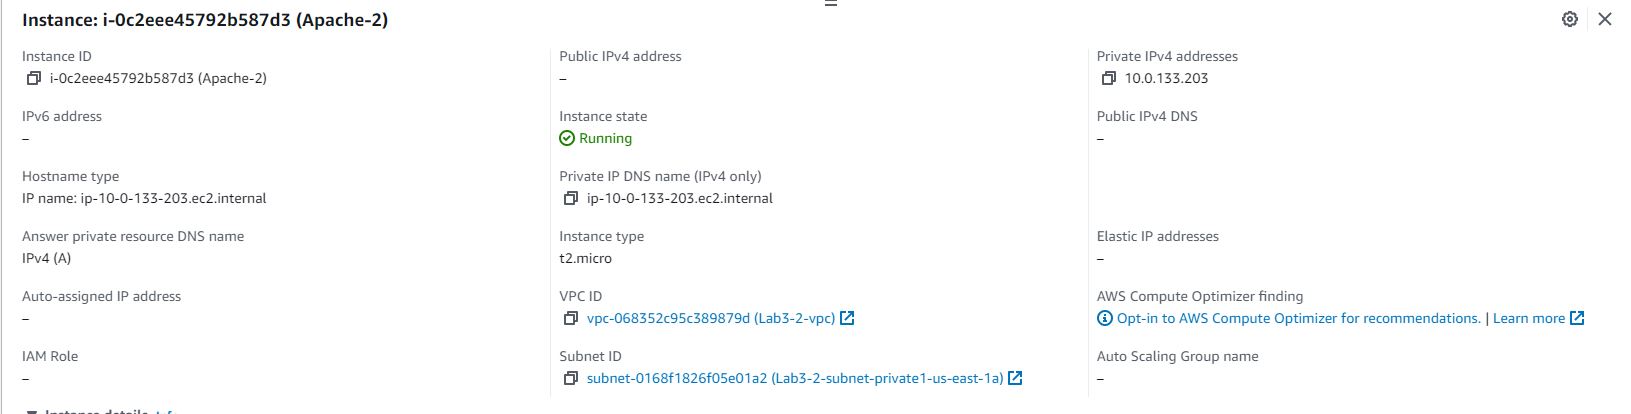 Instance: i-0c2eee45792b587d3 (Apache-2)
Instance ID
i-0c2eee45792b587d3 (Apache-2)
Public IPv4 address
–
Private IPv4 addresses
10.0.133.203
IPv6 address
–
Instance state
Running
Public IPv4 DNS
–
Hostname type
IP name: ip-10-0-133-203.ec2.internal
Private IP DNS name (IPv4 only)
ip-10-0-133-203.ec2.internal
Answer private resource DNS name
IPv4 (A)
Instance type
t2.micro
Elastic IP addresses
–
Auto-assigned IP address
–
VPC ID
vpc-068352c95c389879d (Lab3-2-vpc)
AWS Compute Optimizer finding
Opt-in to AWS Compute Optimizer for recommendations. | Learn more
IAM Role
–
Subnet ID
subnet-0168f1826f05e01a2 (Lab3-2-subnet-private1-us-east-1a)
Auto Scaling Group name
–
Instance details